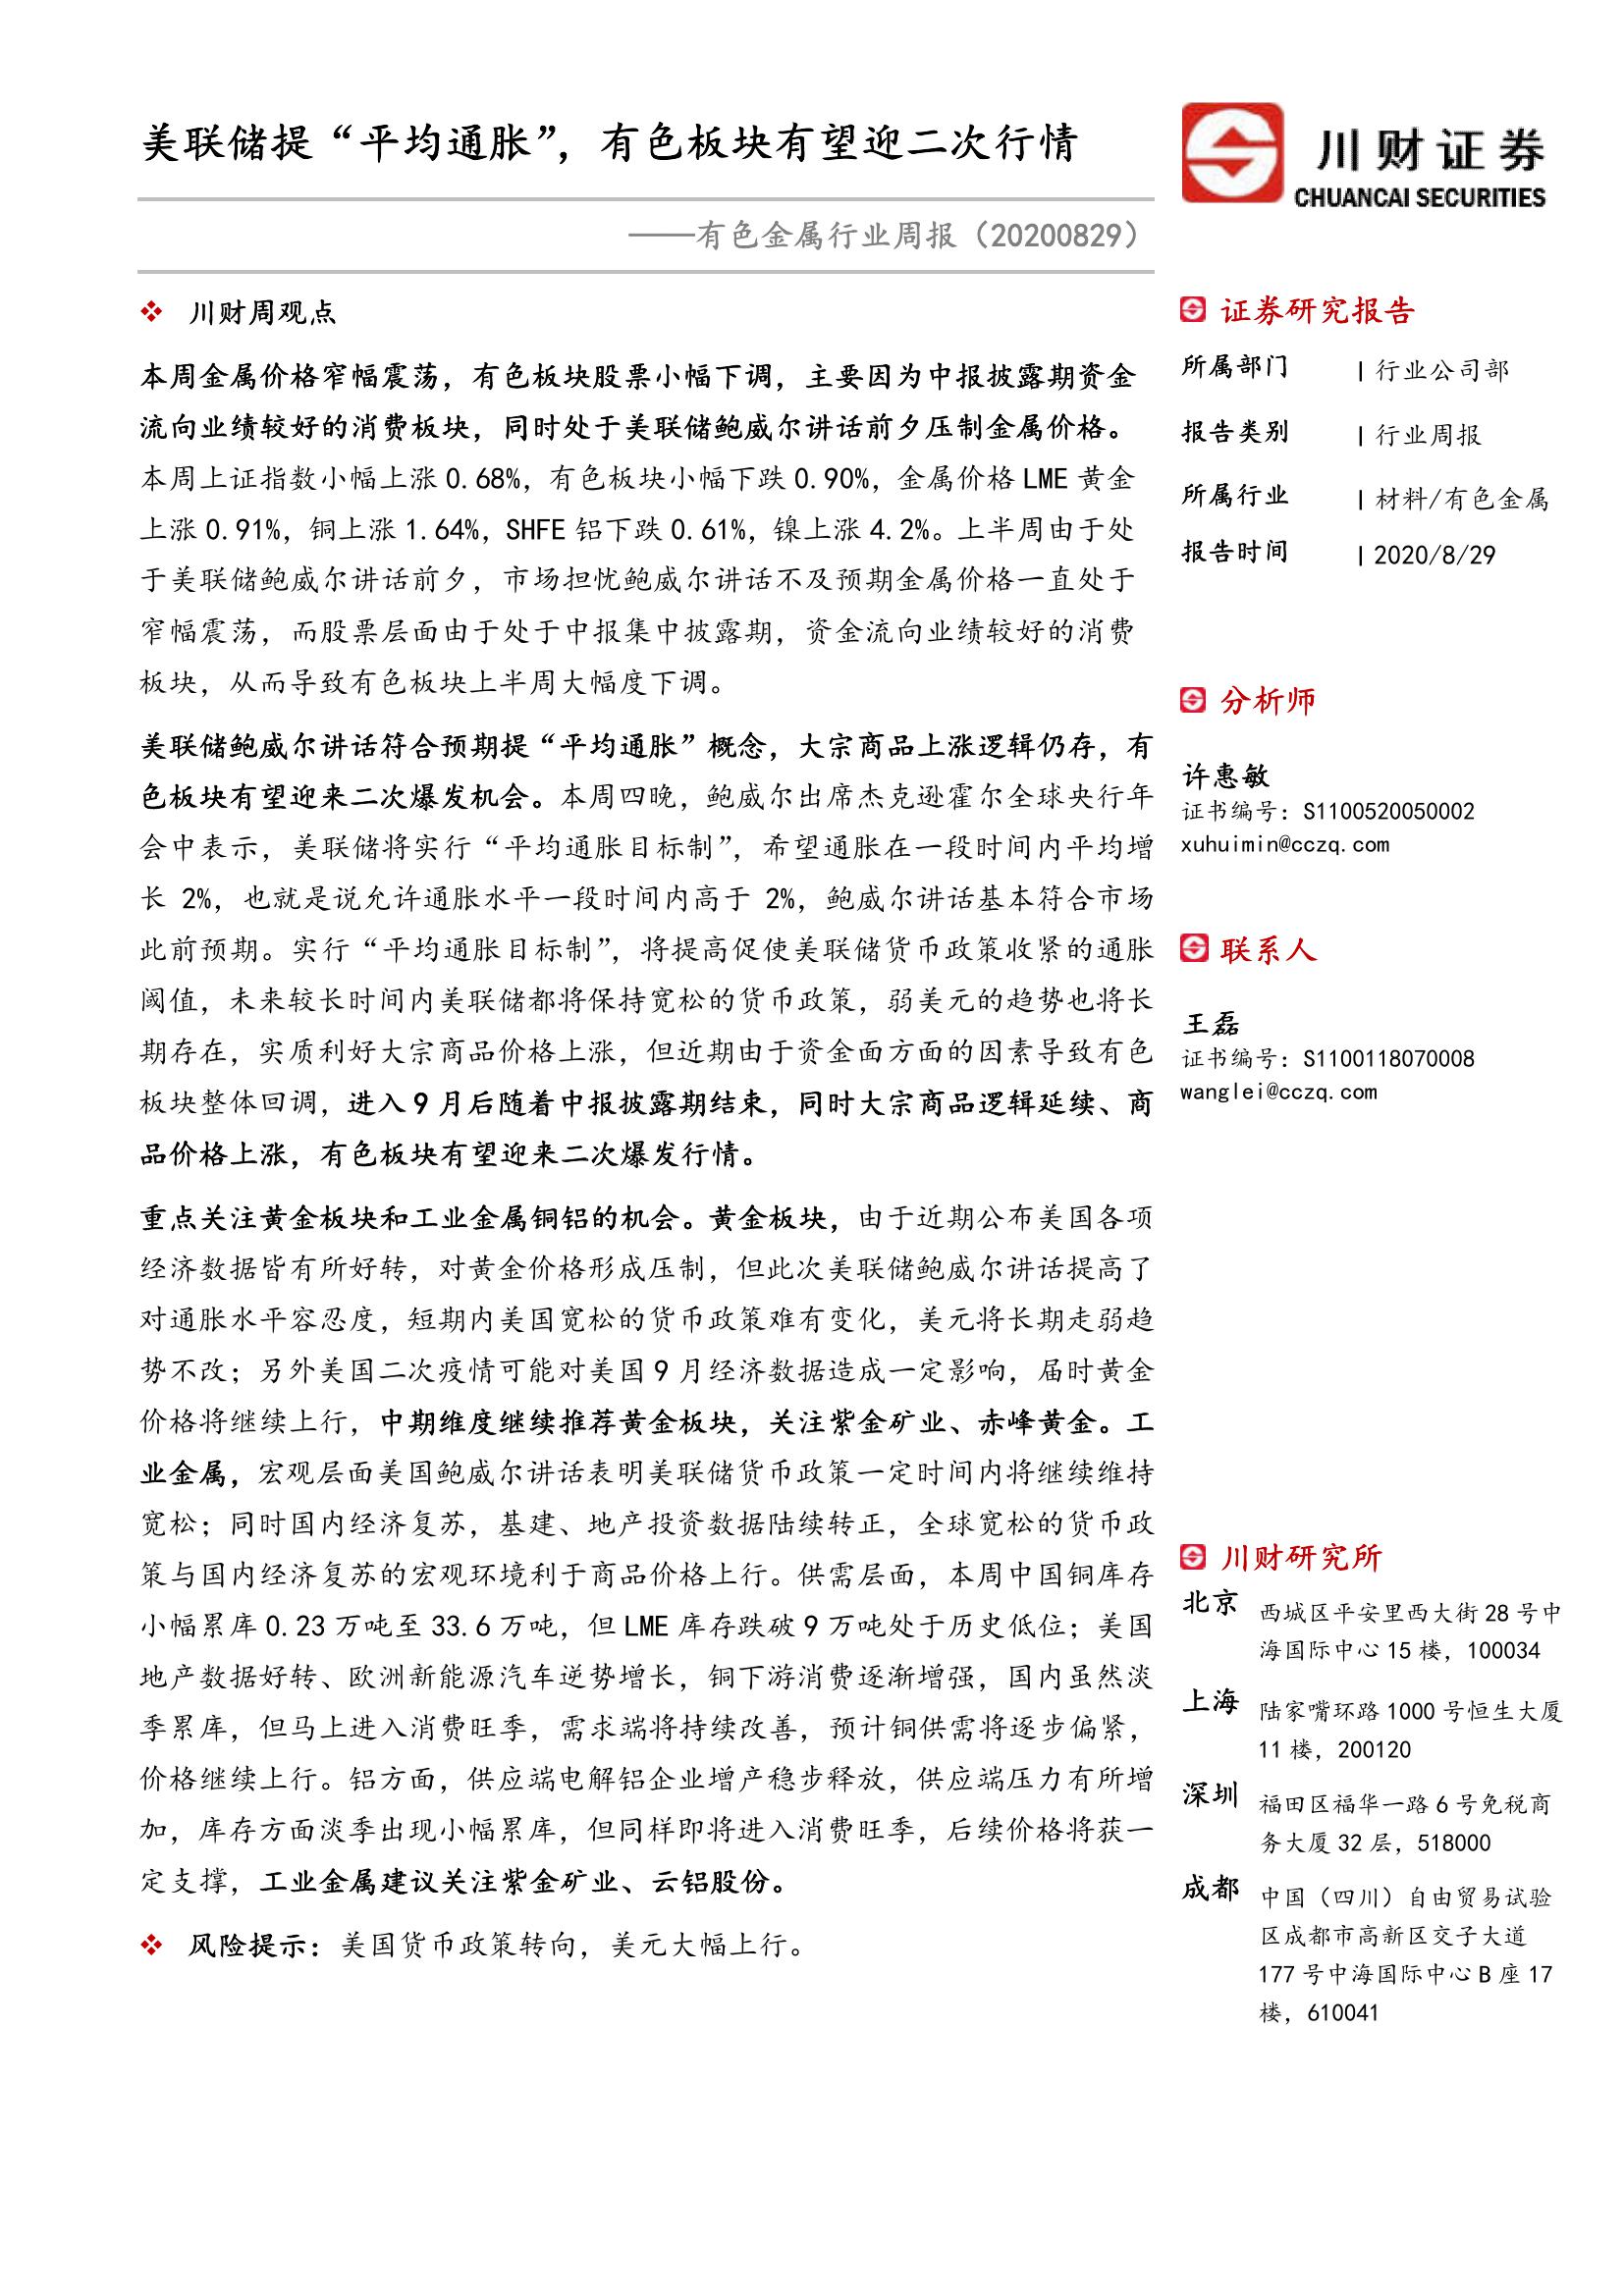 美联储提“平均通胀”，有色板块有望迎二次行情
川财证券
CHUANCAI SECURITIES
——有色金属行业周报（20200829）
❖ 川财周观点
本周金属价格窄幅震荡，有色板块股票小幅下调，主要因为中报披露期资金
流向业绩较好的消费板块，同时处于美联储鲍威尔讲话前夕压制金属价格。
本周上证指数小幅上涨 0.68%，有色板块小幅下跌 0.90%，金属价格 LME 黄金
上涨 0.91%，铜上涨 1.64%，SHFE 铝下跌 0.61%，镍上涨 4.2%。上半周由于处
于美联储鲍威尔讲话前夕，市场担忧鲍威尔讲话不及预期金属价格一直处于
窄幅震荡，而股票层面由于处于中报集中披露期，资金流向业绩较好的消费
板块，从而导致有色板块上半周大幅度下调。
美联储鲍威尔讲话符合预期提“平均通胀”概念，大宗商品上涨逻辑仍存，有
色板块有望迎来二次爆发机会。本周四晚，鲍威尔出席杰克逊霍尔全球央行年
会中表示，美联储将实行“平均通胀目标制”，希望通胀在一段时间内平均增
长 2%，也就是说允许通胀水平一段时间内高于 2%，鲍威尔讲话基本符合市场
此前预期。实行“平均通胀目标制”，将提高促使美联储货币政策收紧的通胀
阈值，未来较长时间内美联储都将保持宽松的货币政策，弱美元的趋势也将长
期存在，实质利好大宗商品价格上涨，但近期由于资金面方面的因素导致有色
板块整体回调，进入 9 月后随着中报披露期结束，同时大宗商品逻辑延续、商
品价格上涨，有色板块有望迎来二次爆发行情。
重点关注黄金板块和工业金属铜铝的机会。黄金板块，由于近期公布美国各项
经济数据皆有所好转，对黄金价格形成压制，但此次美联储鲍威尔讲话提高了
对通胀水平容忍度，短期内美国宽松的货币政策难有变化，美元将长期走弱趋
势不改；另外美国二次疫情可能对美国 9 月经济数据造成一定影响，届时黄金
价格将继续上行，中期维度继续推荐黄金板块，关注紫金矿业、赤峰黄金。工
业金属，宏观层面美国鲍威尔讲话表明美联储货币政策一定时间内将继续维持
宽松；同时国内经济复苏，基建、地产投资数据陆续转正，全球宽松的货币政
策与国内经济复苏的宏观环境利于商品价格上行。供需层面，本周中国铜库存
小幅累库 0.23 万吨至 33.6 万吨，但 LME 库存跌破 9 万吨处于历史低位；美国
地产数据好转、欧洲新能源汽车逆势增长，铜下游消费逐渐增强，国内虽然淡
季累库，但马上进入消费旺季，需求端将持续改善，预计铜供需将逐步偏紧，
价格继续上行。铝方面，供应端电解铝企业增产稳步释放，供应端压力有所增
加，库存方面淡季出现小幅累库，但同样即将进入消费旺季，后续价格将获一
定支撑，工业金属建议关注紫金矿业、云铝股份。
❖ 风险提示：美国货币政策转向，美元大幅上行。
证券研究报告
所属部门 | 行业公司部
报告类别 | 行业周报
所属行业 | 材料/有色金属
报告时间 | 2020/8/29
分析师
许惠敏
证书编号：S1100520050002
xuhuimin@cczq.com
联系人
王磊
证书编号：S1100118070008
wanglei@cczq.com
川财研究所
北京 西城区平安里西大街 28 号中
海国际中心 15 楼，100034
上海 陆家嘴环路 1000 号恒生大厦
11 楼，200120
深圳 福田区福华一路 6 号免税商
务大厦 32 层，518000
成都 中国（四川）自由贸易试验
区成都市高新区交子大道
177 号中海国际中心 B 座 17
楼，610041